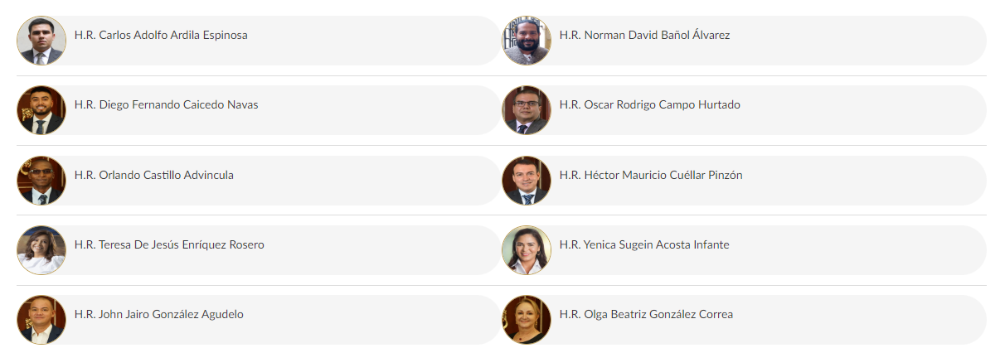 H.R. Carlos Adolfo Ardila Espinosa
H.R. Norman David Bañol Álvarez
H.R. Diego Fernando Caicedo Navas
H.R. Oscar Rodrigo Campo Hurtado
H.R. Orlando Castillo Advincula
H.R. Héctor Mauricio Cuéllar Pinzón
H.R. Teresa De Jesús Enríquez Rosero
H.R. Yenica Sugein Acosta Infante
H.R. John Jairo González Agudelo
H.R. Olga Beatriz González Correa